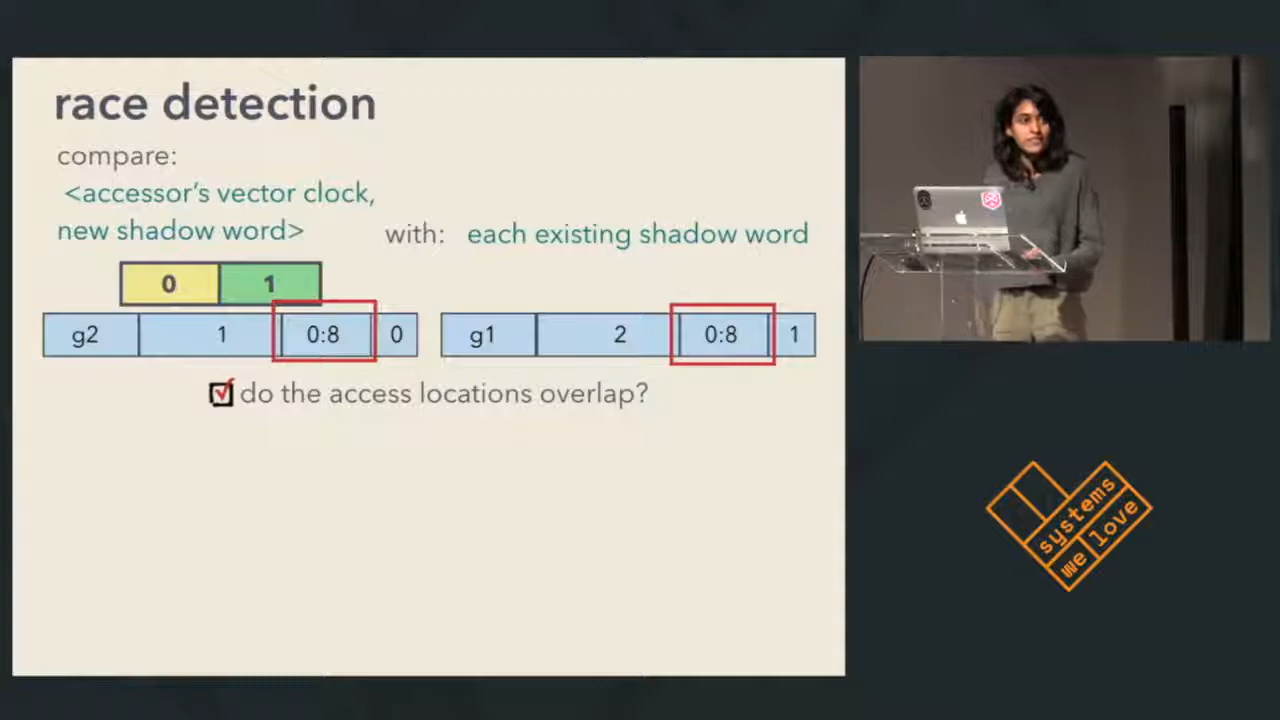 race detection
compare:
<accessor's vector clock,
new shadow word>
with: each existing shadow word
0 1
g2 1 0:8 0 g1 2 0:8 1
do the access locations overlap?
systems
we love